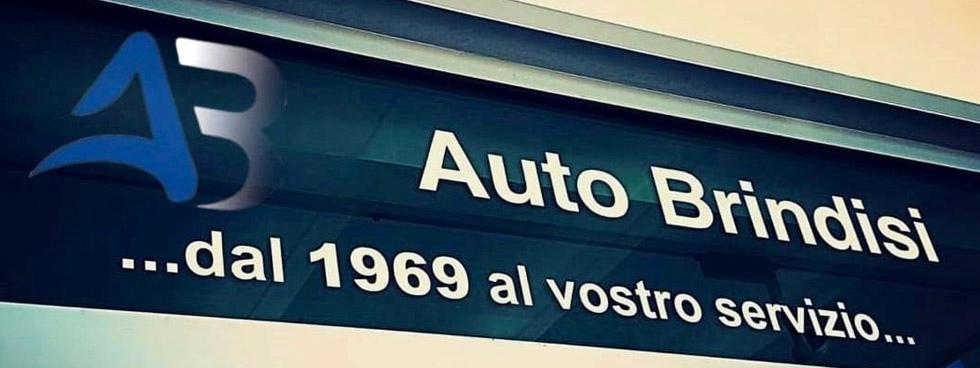 AB
Auto Brindisi
...dal 1969 al vostro servizio...